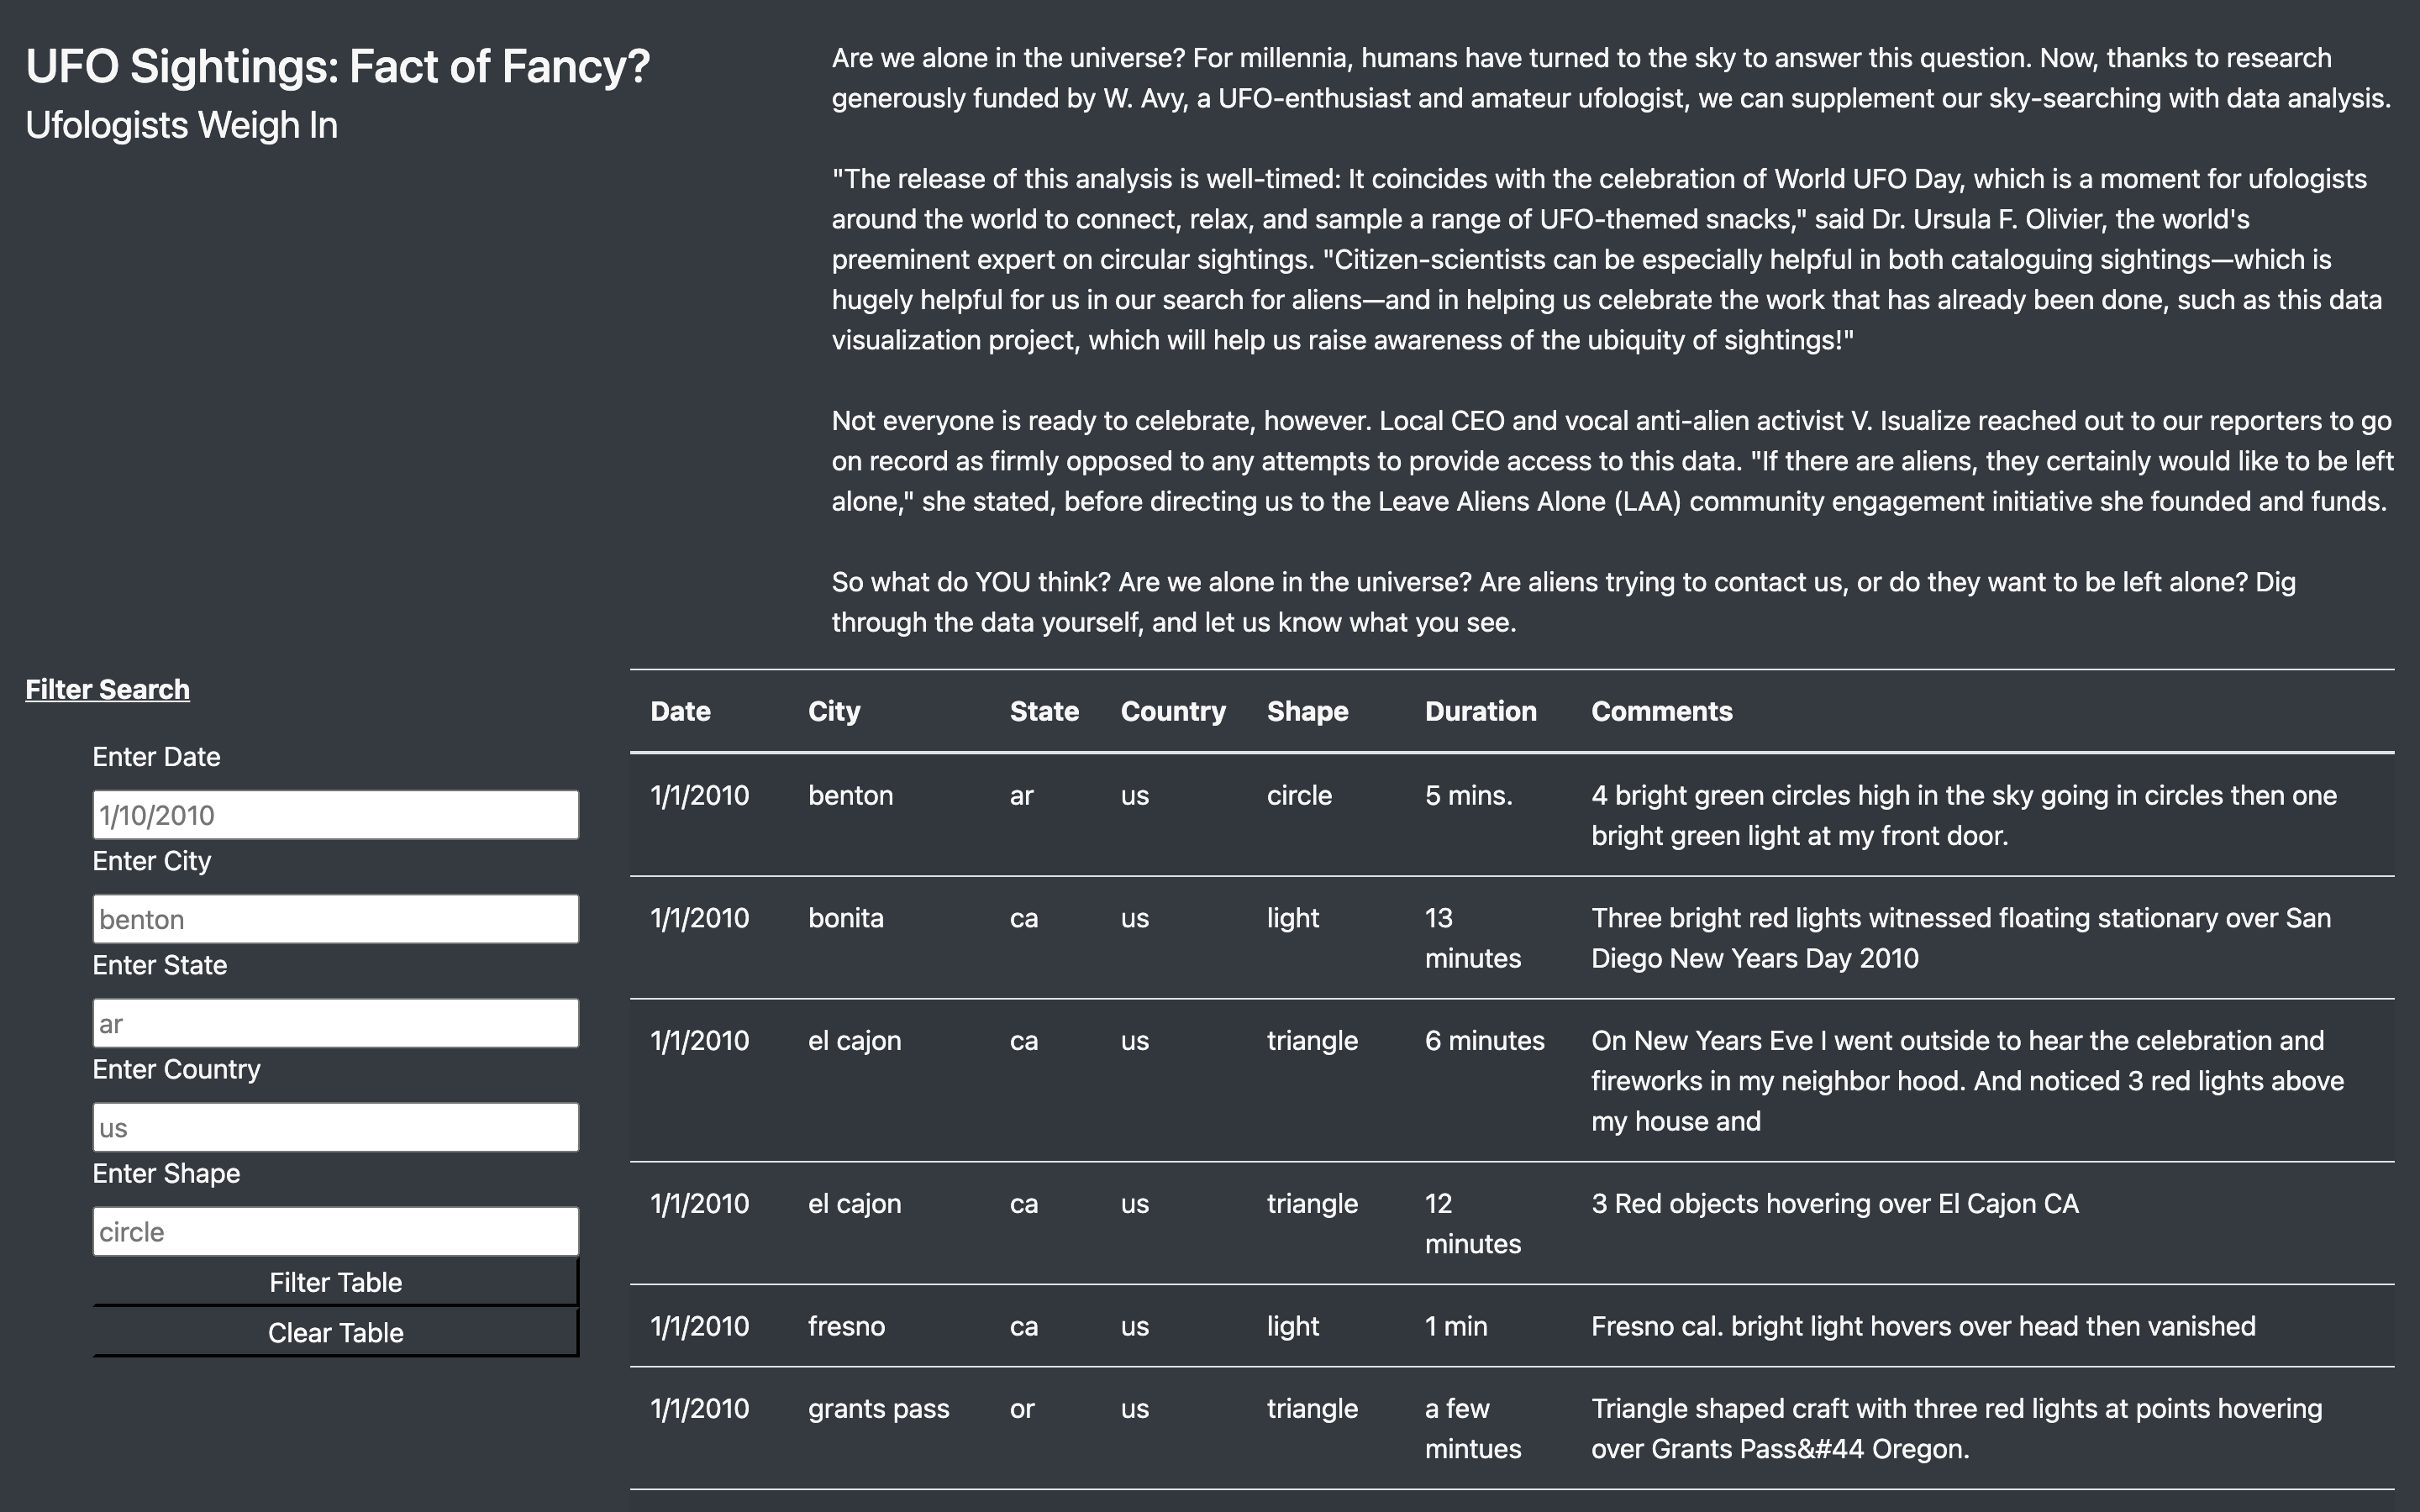 UFO Sightings: Fact of Fancy?
Ufologists Weigh In
Are we alone in the universe? For millennia, humans have turned to the sky to answer this question. Now, thanks to research
generously funded by W. Avy, a UFO-enthusiast and amateur ufologist, we can supplement our sky-searching with data analysis.
"The release of this analysis is well-timed: It coincides with the celebration of World UFO Day, which is a moment for ufologists
around the world to connect, relax, and sample a range of UFO-themed snacks," said Dr. Ursula F. Olivier, the world's
preeminent expert on circular sightings. "Citizen-scientists can be especially helpful in both cataloguing sightings—which is
hugely helpful for us in our search for aliens—and in helping us celebrate the work that has already been done, such as this data
visualization project, which will help us raise awareness of the ubiquity of sightings!"
Not everyone is ready to celebrate, however. Local CEO and vocal anti-alien activist V. Isualize reached out to our reporters to go
on record as firmly opposed to any attempts to provide access to this data. "If there are aliens, they certainly would like to be left
alone," she stated, before directing us to the Leave Aliens Alone (LAA) community engagement initiative she founded and funds.
So what do YOU think? Are we alone in the universe? Are aliens trying to contact us, or do they want to be left alone? Dig
through the data yourself, and let us know what you see.
Filter Search
Enter Date
1/10/2010
Enter City
benton
Enter State
ar
Enter Country
us
Enter Shape
circle
Filter Table
Clear Table
Date City State Country Shape Duration Comments
1/1/2010 benton ar us circle 5 mins. 4 bright green circles high in the sky going in circles then one
bright green light at my front door.
1/1/2010 bonita ca us light 13 Three bright red lights witnessed floating stationary over San
minutes Diego New Years Day 2010
1/1/2010 el cajon ca us triangle 6 minutes On New Years Eve I went outside to hear the celebration and
fireworks in my neighbor hood. And noticed 3 red lights above
my house and
1/1/2010 el cajon ca us triangle 12 3 Red objects hovering over El Cajon CA
minutes
1/1/2010 fresno ca us light 1 min Fresno cal. bright light hovers over head then vanished
1/1/2010 grants pass or us triangle a few Triangle shaped craft with three red lights at points hovering
mintues over Grants Pass&#44 Oregon.